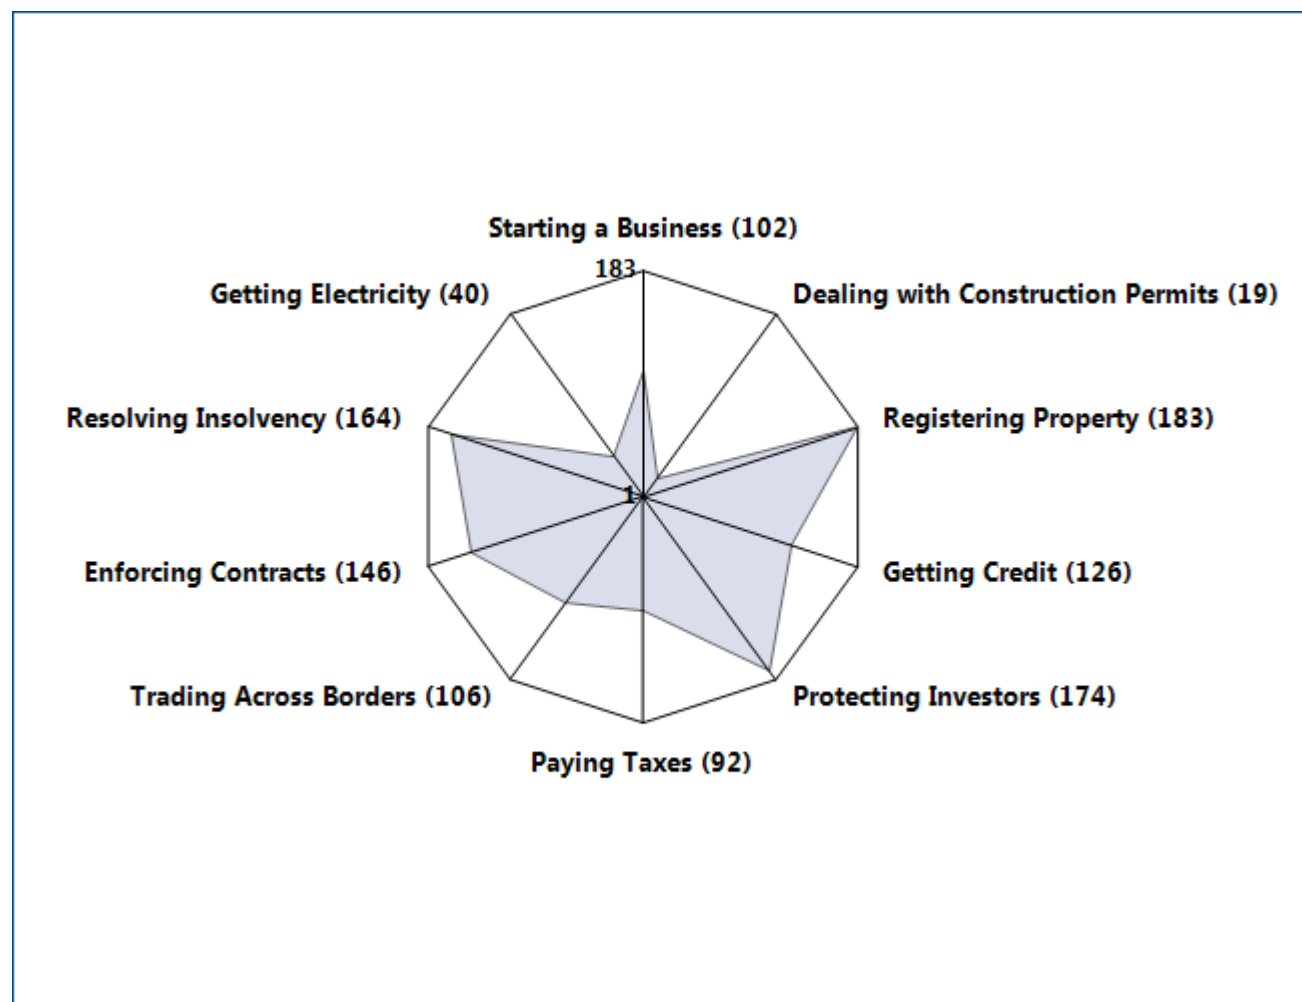 Starting a Business (102)
183
Getting Electricity (40)
Dealing with Construction Permits (19)
Resolving Insolvency (164)
Registering Property (183)
1
Enforcing Contracts (146)
Getting Credit (126)
Trading Across Borders (106)
Protecting Investors (174)
Paying Taxes (92)